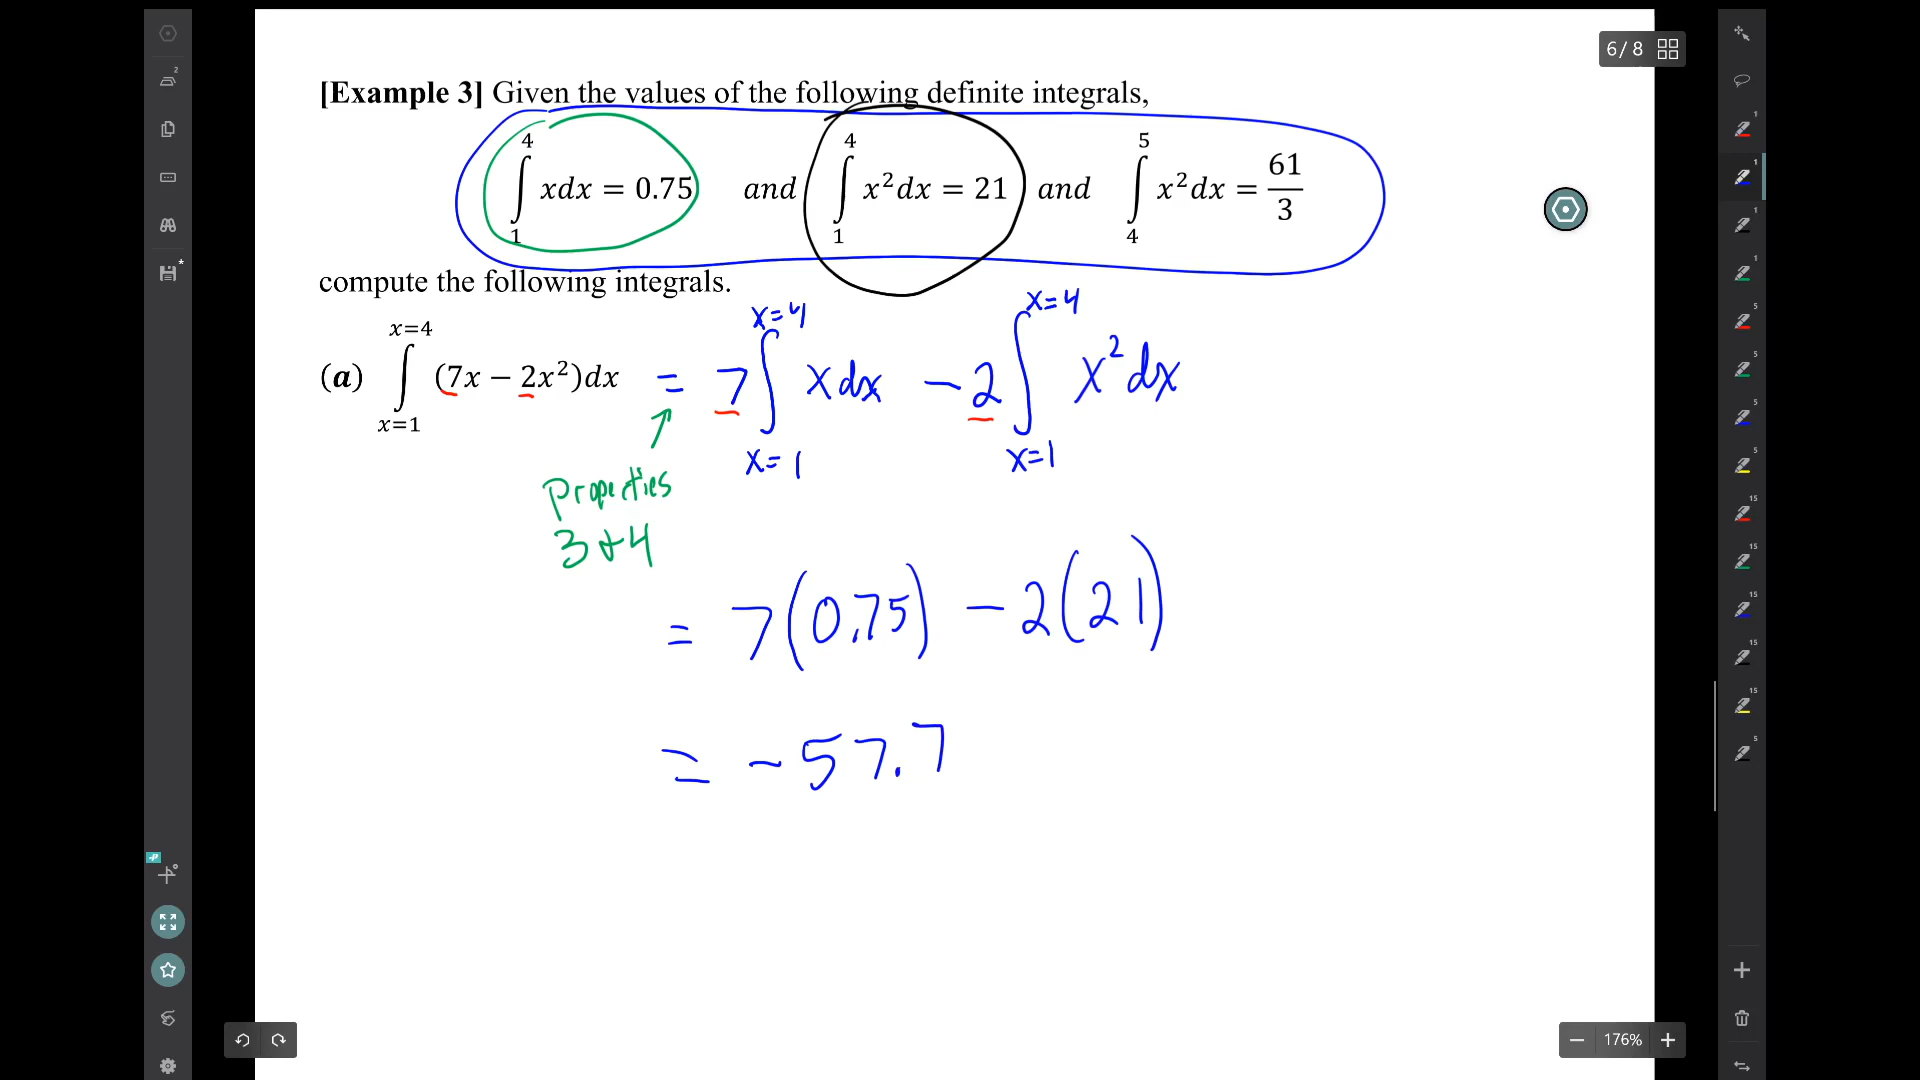 6/8
[Example 3] Given the values of the following definite integrals,
∫₁⁴ xdx = 0.75 and ∫₁⁴ x²dx = 21 and ∫₄⁵ x²dx = 61/3
compute the following integrals.
(a) ∫_{x=1}^{x=4} (7x − 2x²)dx = 7 ∫_{x=1}^{x=4} x dx − 2 ∫_{x=1}^{x=4} x² dx
Properties
3 & 4
= 7(0.75) − 2(21)
= −57.7
176%